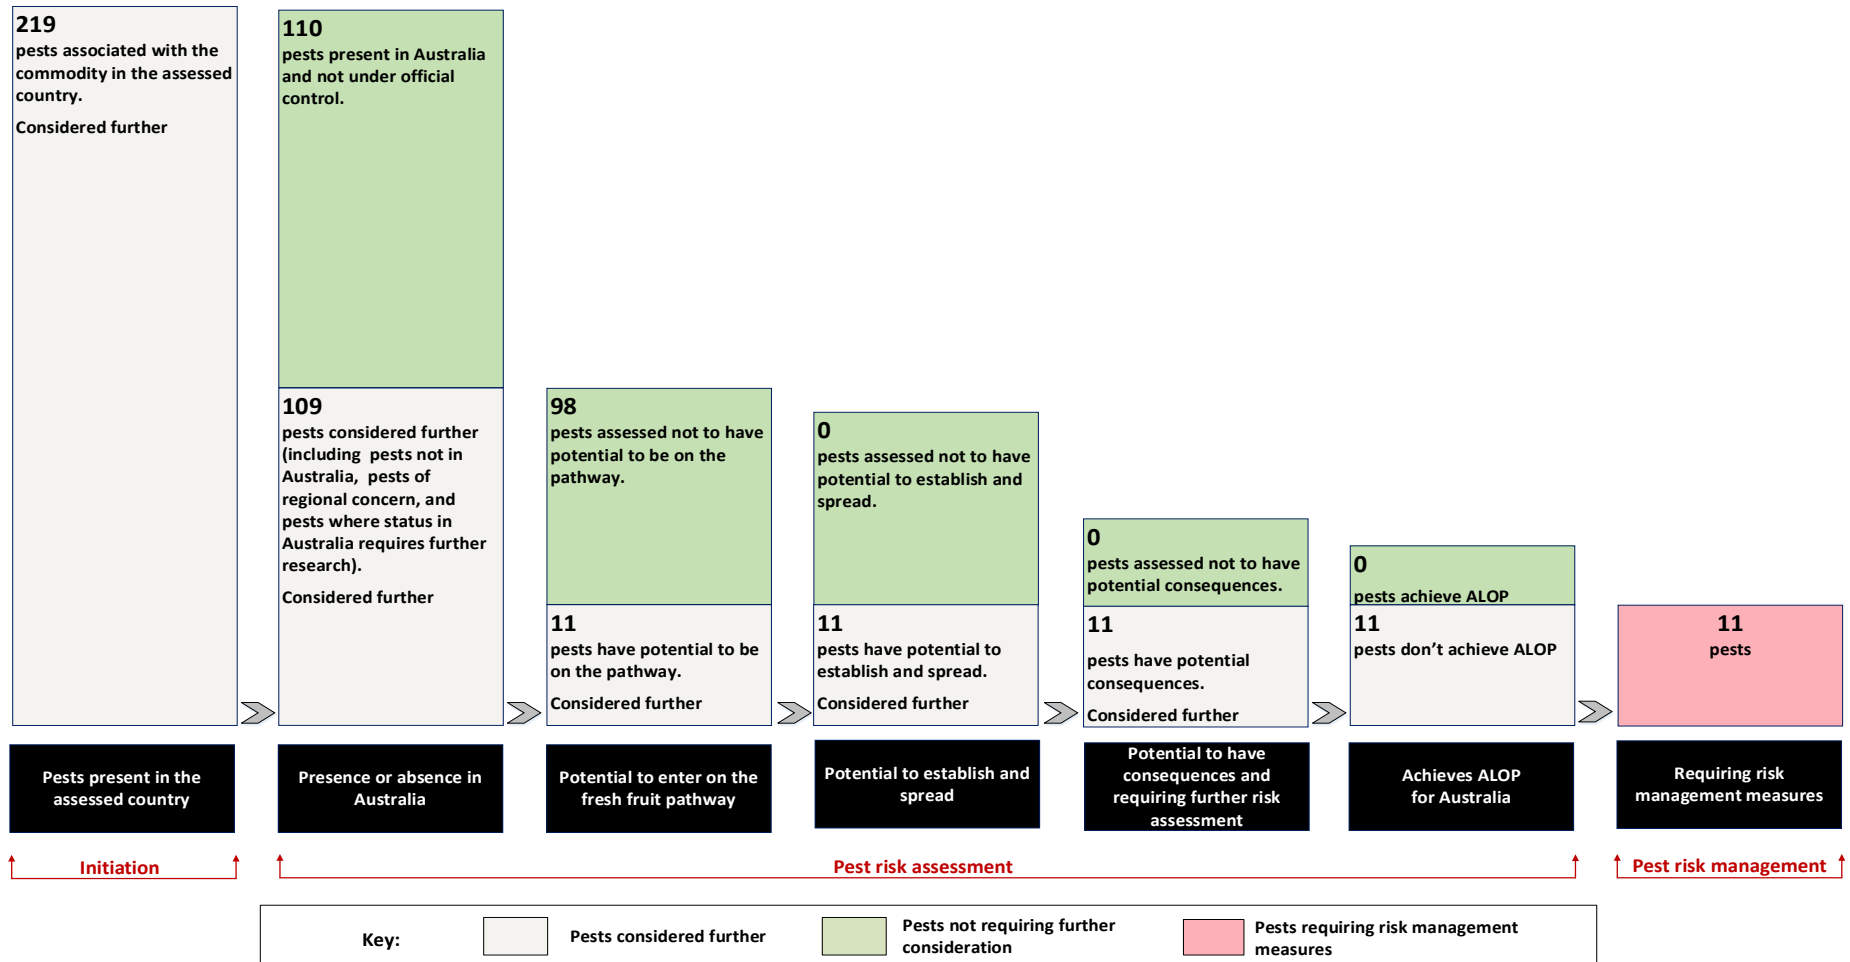 219
pests associated with the
commodity in the assessed
country.
Considered further
110
pests present in Australia
and not under official
control.
109
pests considered further
(including pests not in
Australia, pests of
regional concern, and
pests where status in
Australia requires further
research).
Considered further
98
pests assessed not to have
potential to be on the
pathway.
11
pests have potential to be
on the pathway.
Considered further
0
pests assessed not to have
potential to establish and
spread.
11
pests have potential to
establish and spread.
Considered further
0
pests assessed not to have
potential consequences.
11
pests have potential
consequences.
Considered further
0
pests achieve ALOP
11
pests don’t achieve ALOP
11
pests
Pests present in the
assessed country
Presence or absence in
Australia
Potential to enter on the
fresh fruit pathway
Potential to establish and
spread
Potential to have
consequences and
requiring further risk
assessment
Achieves ALOP
for Australia
Requiring risk
management measures
Initiation
Pest risk assessment
Pest risk management
Key:
Pests considered further
Pests not requiring further
consideration
Pests requiring risk management
measures